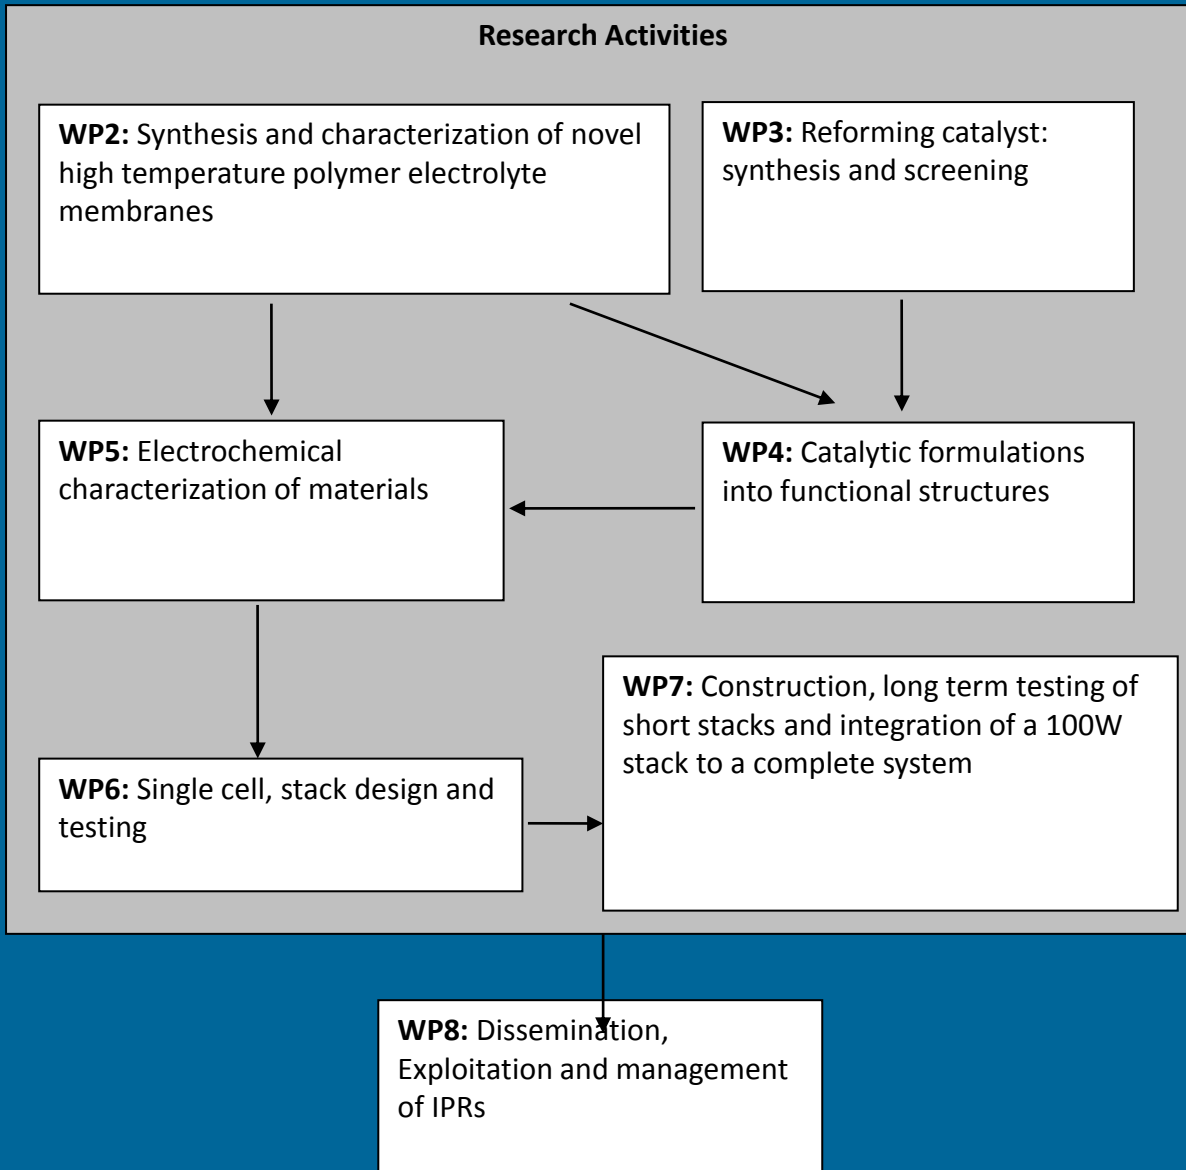 Research Activities
WP2: Synthesis and characterization of novel
high temperature polymer electrolyte
membranes
WP3: Reforming catalyst:
synthesis and screening
WP5: Electrochemical
characterization of materials
WP4: Catalytic formulations
into functional structures
WP7: Construction, long term testing of
short stacks and integration of a 100W
stack to a complete system
WP6: Single cell, stack design and
testing
WP8: Dissemination,
Exploitation and management
of IPRs